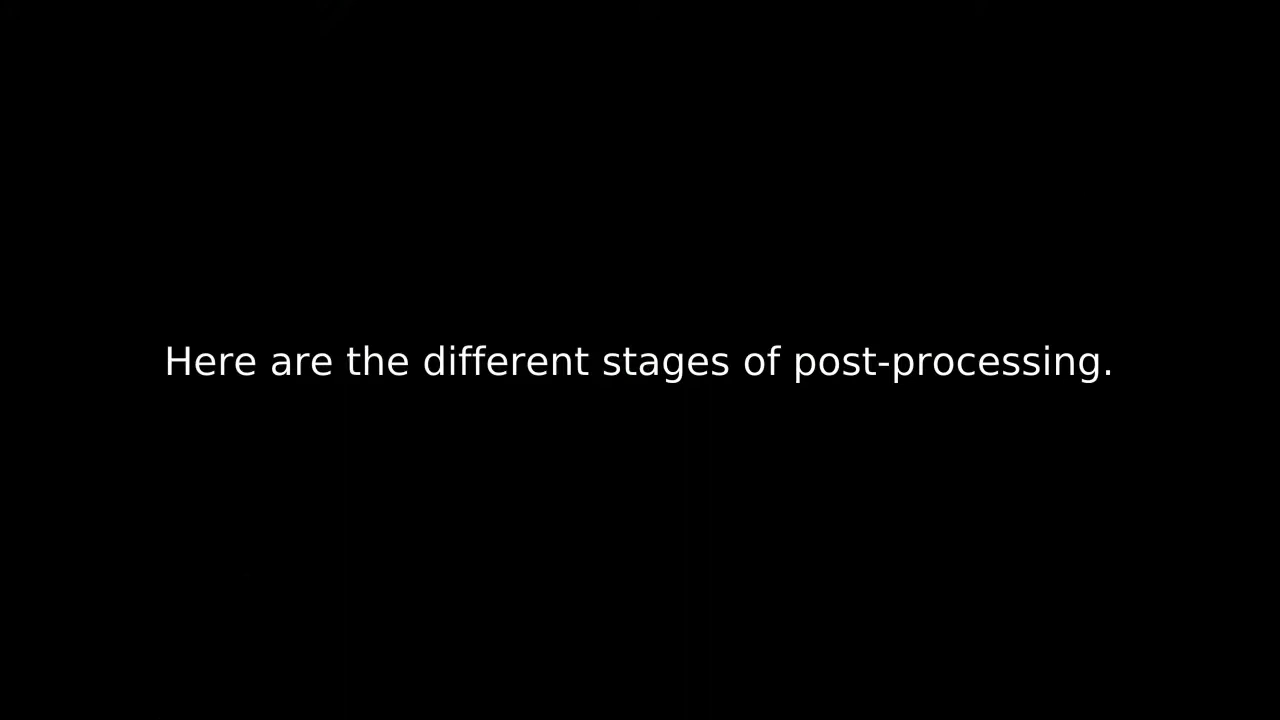 Here are the different stages of post-processing.